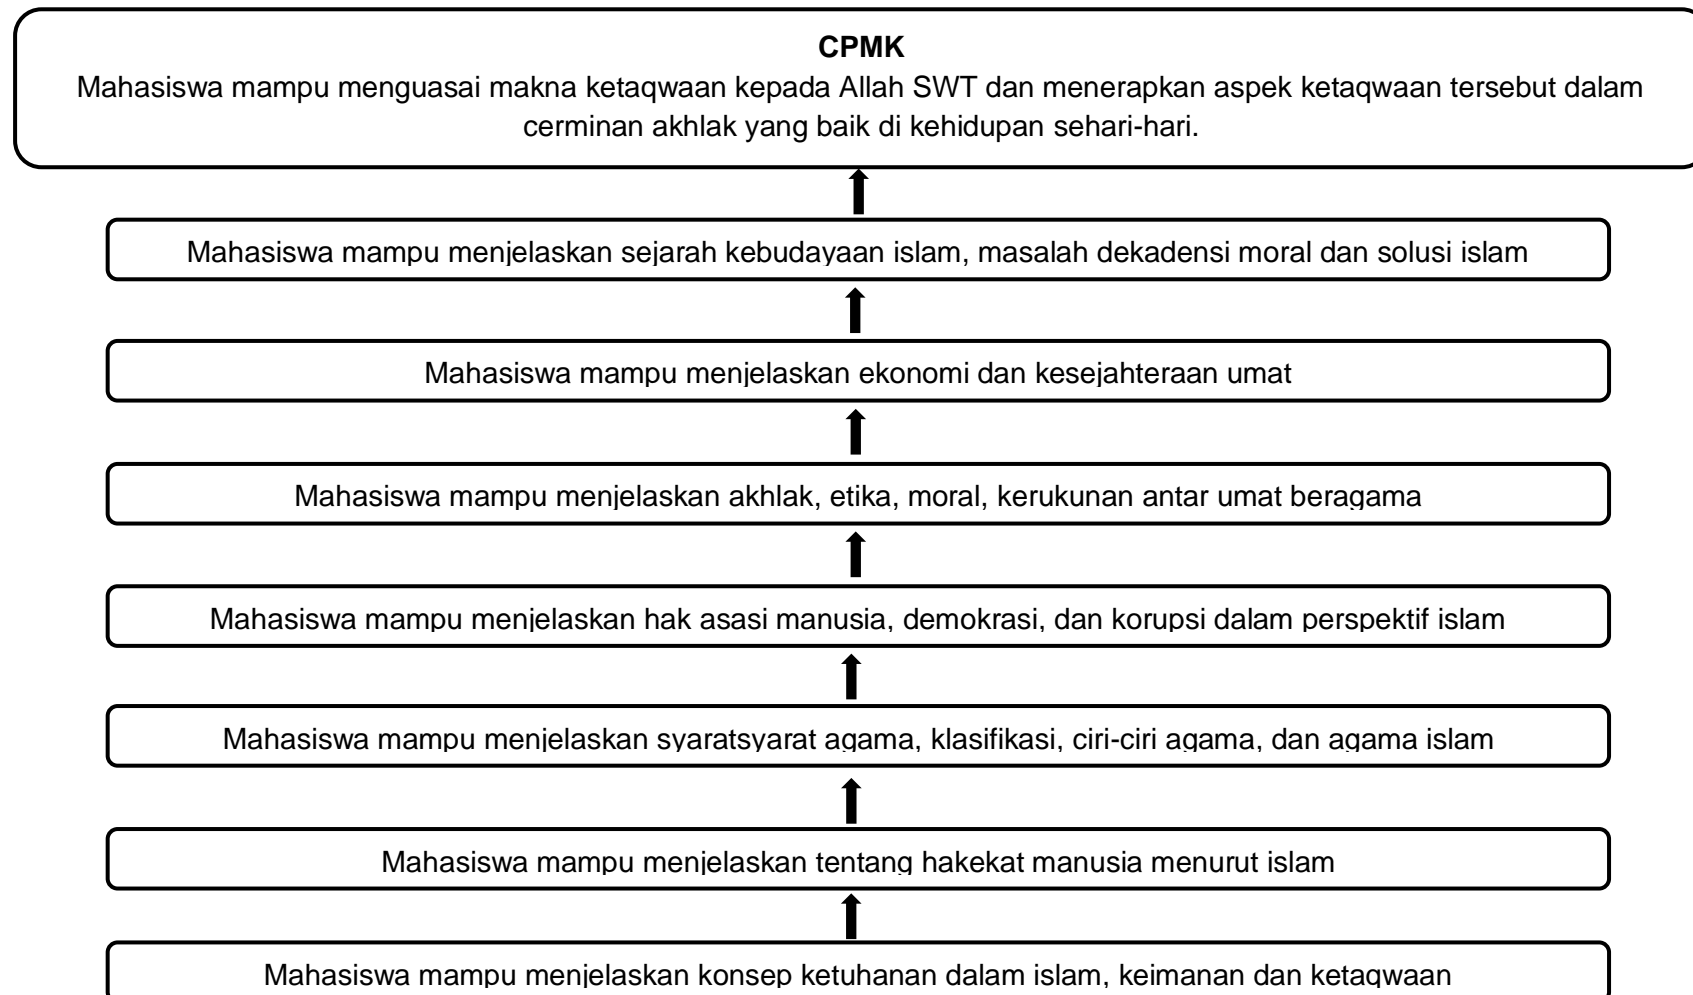 CPMK
Mahasiswa mampu menguasai makna ketaqwaan kepada Allah SWT dan menerapkan aspek ketaqwaan tersebut dalam
cerminan akhlak yang baik di kehidupan sehari-hari.
Mahasiswa mampu menjelaskan sejarah kebudayaan islam, masalah dekadensi moral dan solusi islam
Mahasiswa mampu menjelaskan ekonomi dan kesejahteraan umat
Mahasiswa mampu menjelaskan akhlak, etika, moral, kerukunan antar umat beragama
Mahasiswa mampu menjelaskan hak asasi manusia, demokrasi, dan korupsi dalam perspektif islam
Mahasiswa mampu menjelaskan syaratsyarat agama, klasifikasi, ciri-ciri agama, dan agama islam
Mahasiswa mampu menjelaskan tentang hakekat manusia menurut islam
Mahasiswa mampu menjelaskan konsep ketuhanan dalam islam, keimanan dan ketaqwaan